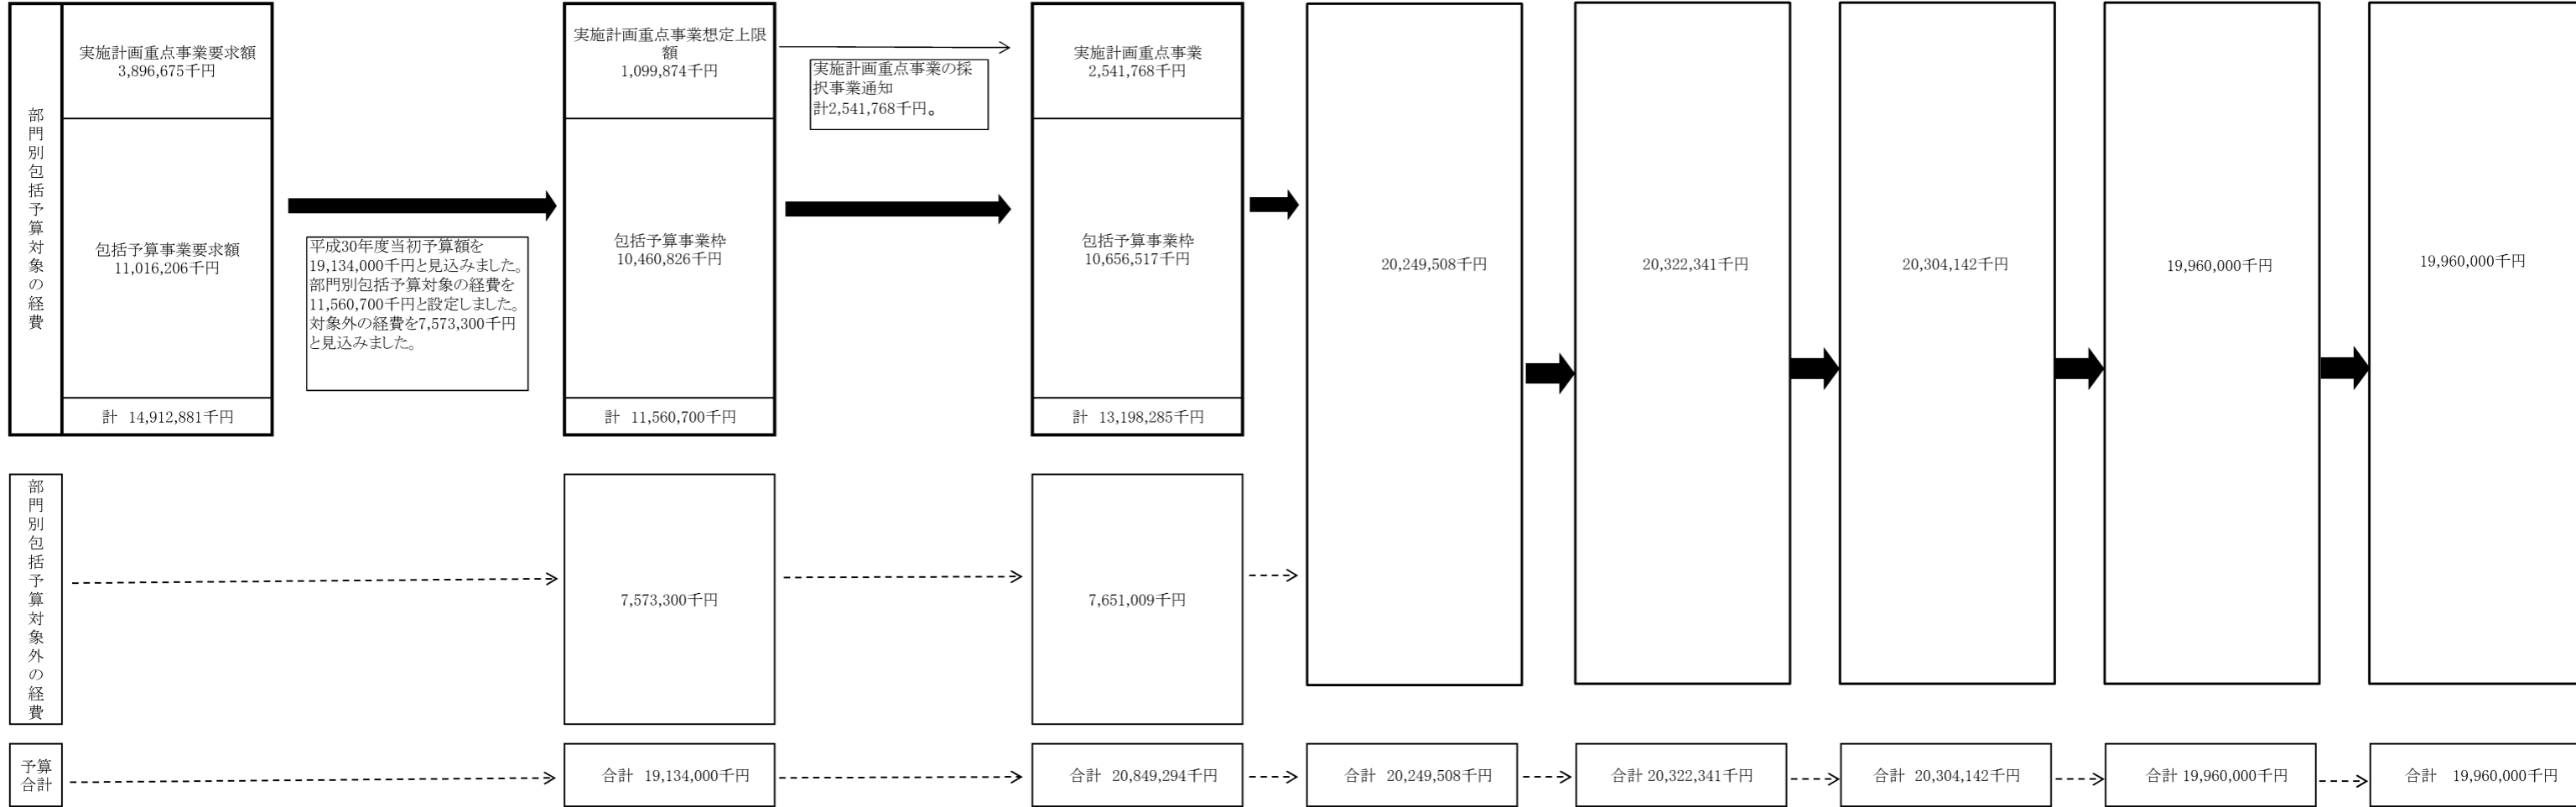 部門別包括予算対象の経費
実施計画重点事業要求額
3,896,675千円
包括予算事業要求額
11,016,206千円
計 14,912,881千円
平成30年度当初予算額を
19,134,000千円と見込みました。
部門別包括予算対象の経費を
11,560,700千円と設定しました。
対象外の経費を7,573,300千円
と見込みました。
実施計画重点事業想定上限
額
1,099,874千円
包括予算事業枠
10,460,826千円
計 11,560,700千円
実施計画重点事業の採
択事業通知
計2,541,768千円。
実施計画重点事業
2,541,768千円
包括予算事業枠
10,656,517千円
計 13,198,285千円
20,249,508千円
20,322,341千円
20,304,142千円
19,960,000千円
19,960,000千円
部門別包括予算対象外の経費
7,573,300千円
7,651,009千円
予算
合計
合計 19,134,000千円
合計 20,849,294千円
合計 20,249,508千円
合計 20,322,341千円
合計 20,304,142千円
合計 19,960,000千円
合計 19,960,000千円